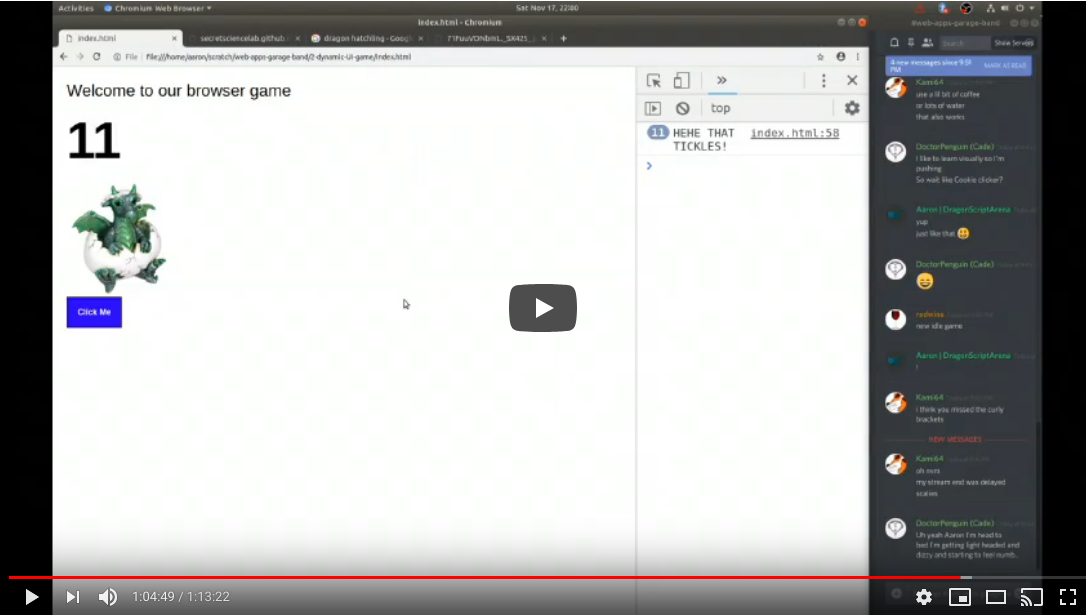 Activities
Chromium Web Browser
Sat Nov 17, 22:00
index.html - Chromium
#web-apps-garage-band
index.html
secretsciencelab.github
dragon hatchling - Goog
File
file:///home/aaron/scratch/web-apps-garage-band/2-dynamic-UI-game/index.html
Search
Show Servers
Welcome to our browser game
11
Click Me
top
11 HEHE THAT index.html:58
TICKLES!
4 new messages since 9:51
PM
MARK AS READ
Kami64
use a lil bit of coffee
or lots of water
that also works
DoctorPenguin (Cade)
I like to learn visually so I'm
pushing
So wait like Cookie clicker?
Aaron | DragonScriptArena
yup
just like that 😃
DoctorPenguin (Cade)
😄
redwine
new idle game
Aaron | DragonScriptArena
!
Kami64
i think you missed the curly
brackets
NEW MESSAGES
Kami64
oh nvm
my stream end was delayed
scalies
DoctorPenguin (Cade)
Uh yeah Aaron I'm head to
bed I'm getting light headed and
dizzy and starting to feel numb..
1:04:49 / 1:13:22